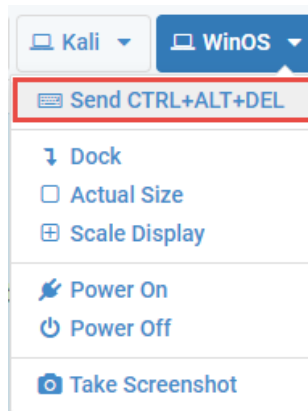 Kali WinOS
Send CTRL+ALT+DEL
Dock
Actual Size
Scale Display
Power On
Power Off
Take Screenshot